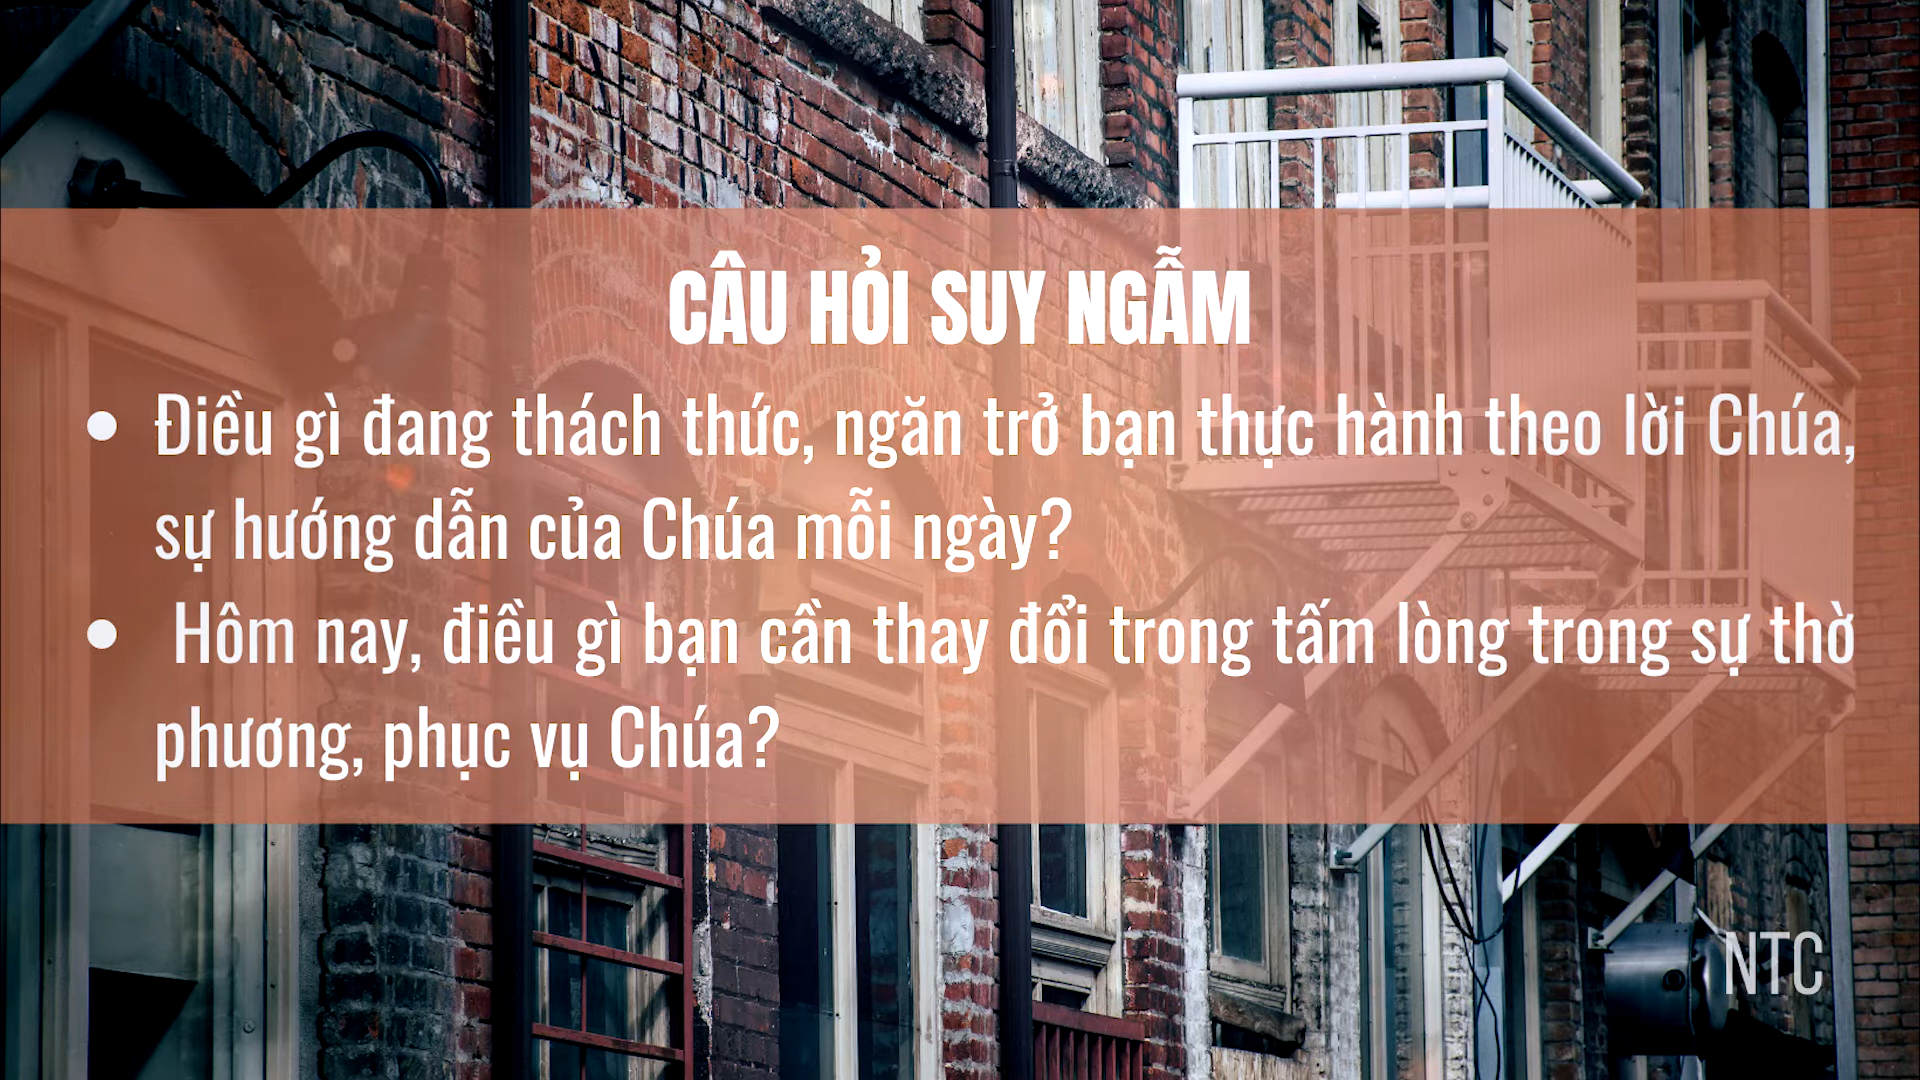 CÂU HỎI SUY NGẪM
• Điều gì đang thách thức, ngăn trở bạn thực hành theo lời Chúa,
sự hướng dẫn của Chúa mỗi ngày?
• Hôm nay, điều gì bạn cần thay đổi trong tấm lòng trong sự thờ
phương, phục vụ Chúa?
NTC